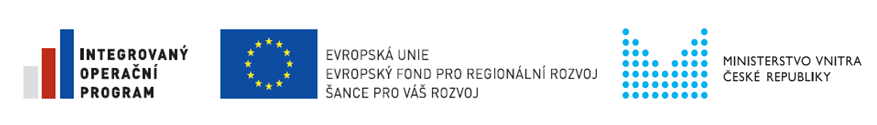 INTEGROVANÝ
OPERAČNÍ
PROGRAM
EVROPSKÁ UNIE
EVROPSKÝ FOND PRO REGIONÁLNÍ ROZVOJ
ŠANCE PRO VÁŠ ROZVOJ
MINISTERSTVO VNITRA
ČESKÉ REPUBLIKY